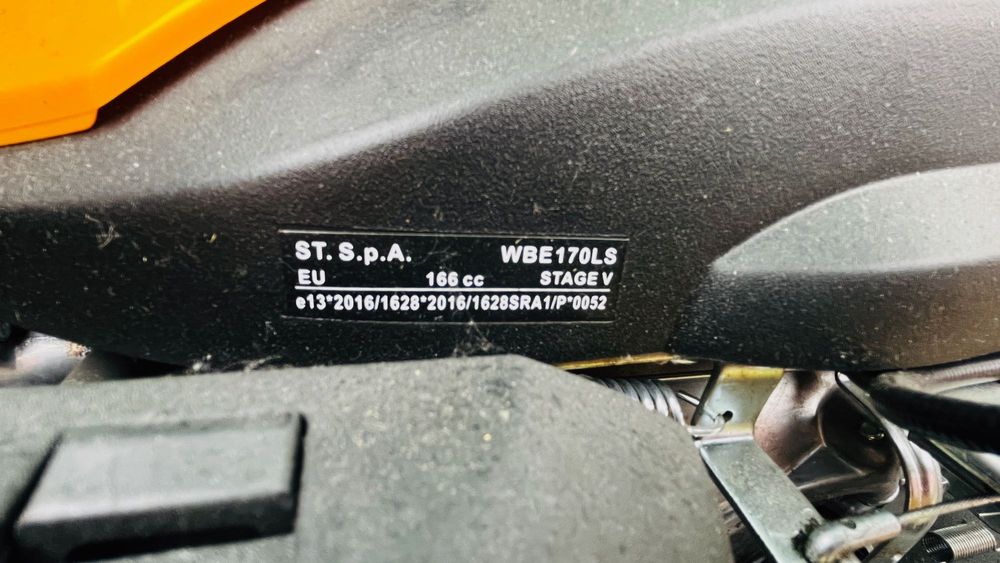 ST. S.p.A. WBE170LS
EU 166 cc STAGE V
e13*2016/1628*2016/1628SRA1/P*0052